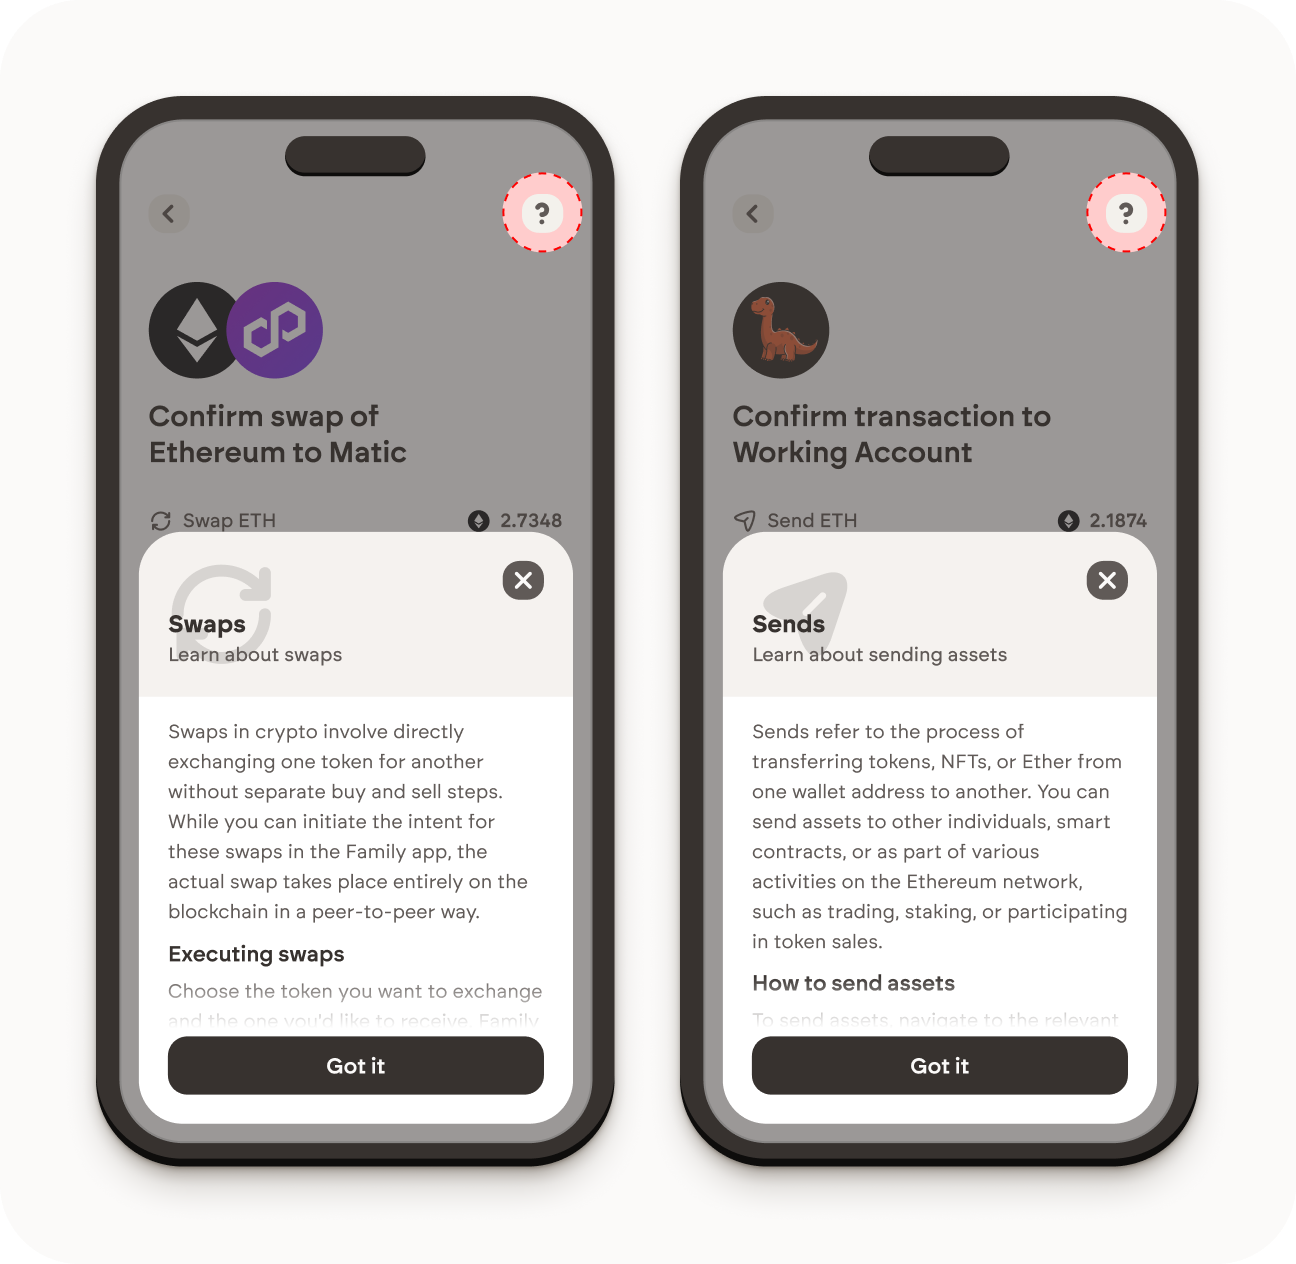 ?
Confirm swap of
Ethereum to Matic
Swap ETH 2.7348
Swaps
Learn about swaps
Swaps in crypto involve directly
exchanging one token for another
without separate buy and sell steps.
While you can initiate the intent for
these swaps in the Family app, the
actual swap takes place entirely on the
blockchain in a peer-to-peer way.
Executing swaps
Choose the token you want to exchange
and the one you'd like to receive. Family
Got it
?
Confirm transaction to
Working Account
Send ETH 2.1874
Sends
Learn about sending assets
Sends refer to the process of
transferring tokens, NFTs, or Ether from
one wallet address to another. You can
send assets to other individuals, smart
contracts, or as part of various
activities on the Ethereum network,
such as trading, staking, or participating
in token sales.
How to send assets
To send assets, navigate to the relevant
Got it